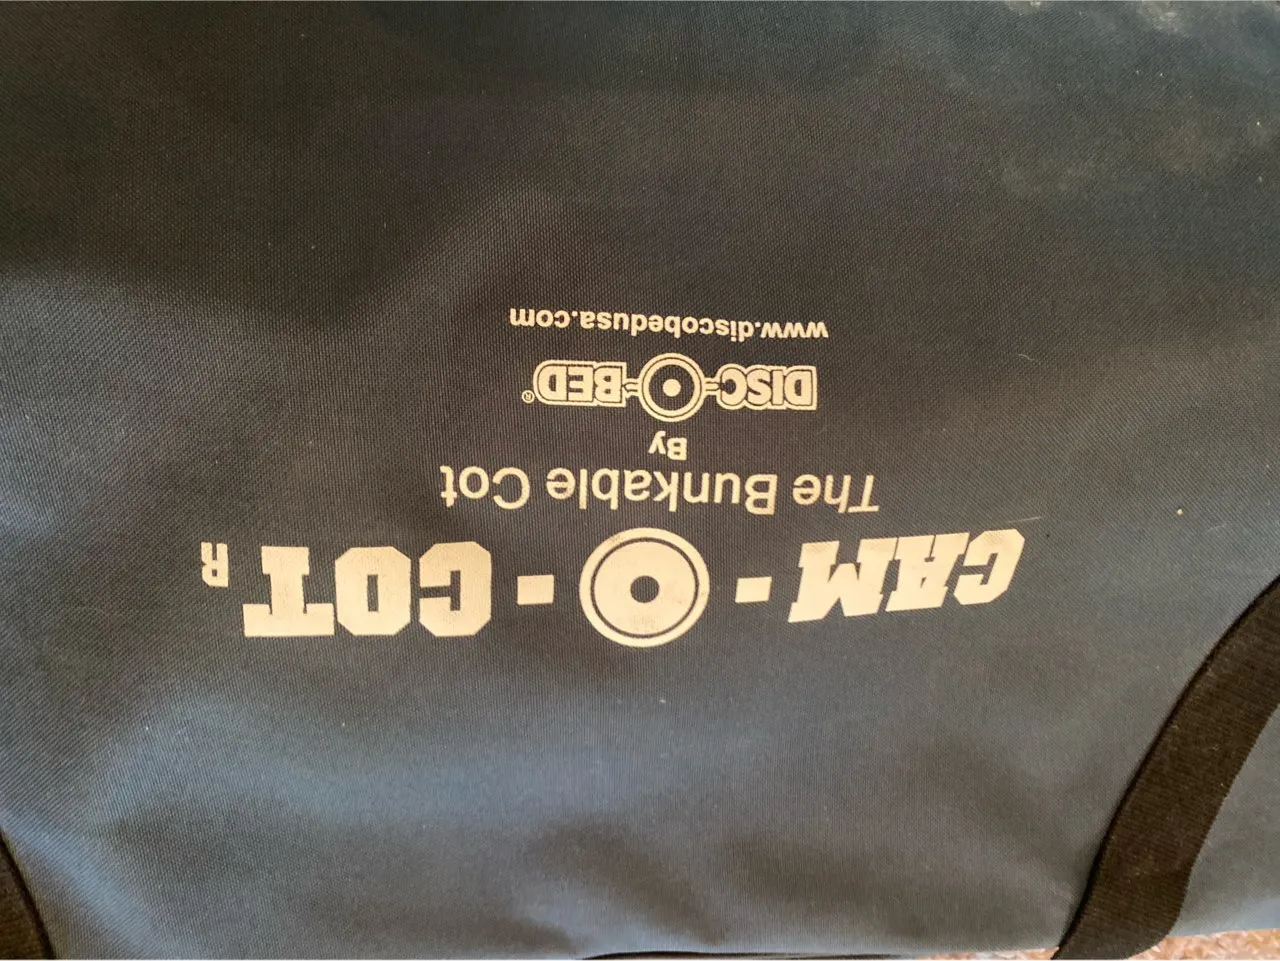 CAM-O-COT R
The Bunkable Cot
By
DISC-O-BED®
www.discobedusa.com